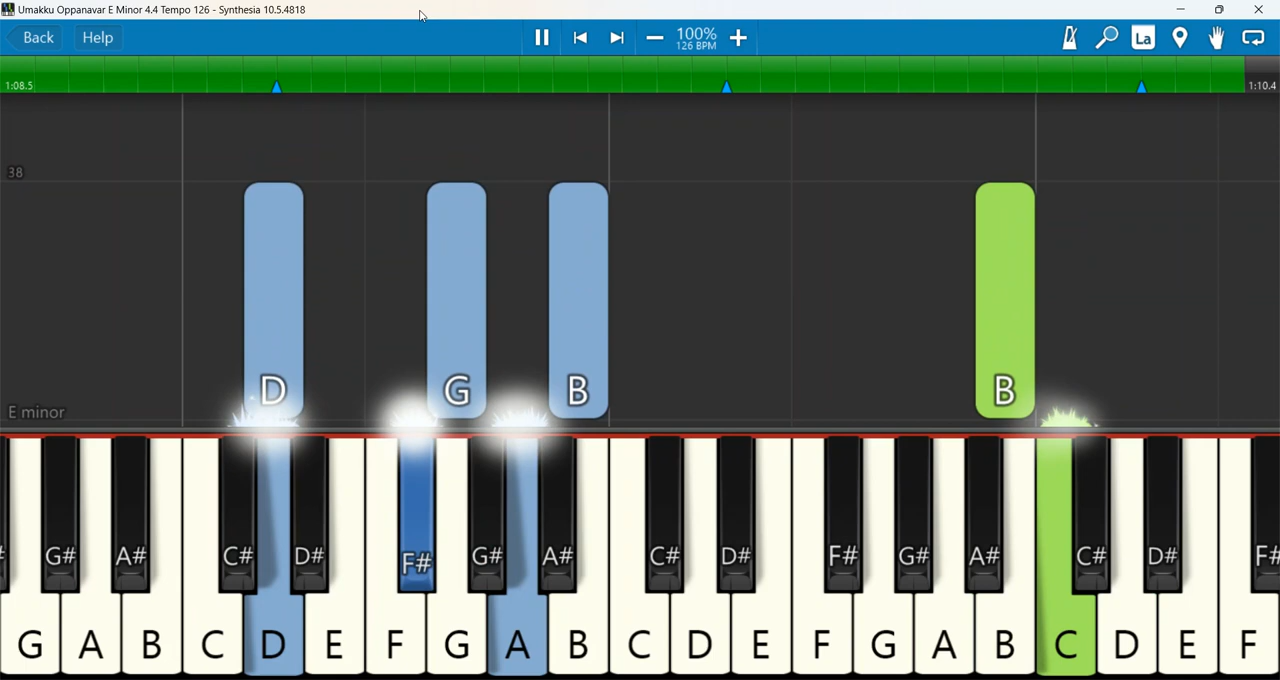 Umakku Oppanavar E Minor 4.4 Tempo 126 - Synthesia 10.5.4818
Back Help 100% La
126 BPM
1:08.5 1:10.4
38
D G B B
E minor
G# A# C# D# F# G# A# C# D# F# G# A# C# D# F#
G A B C D E F G A B C D E F G A B C D E F